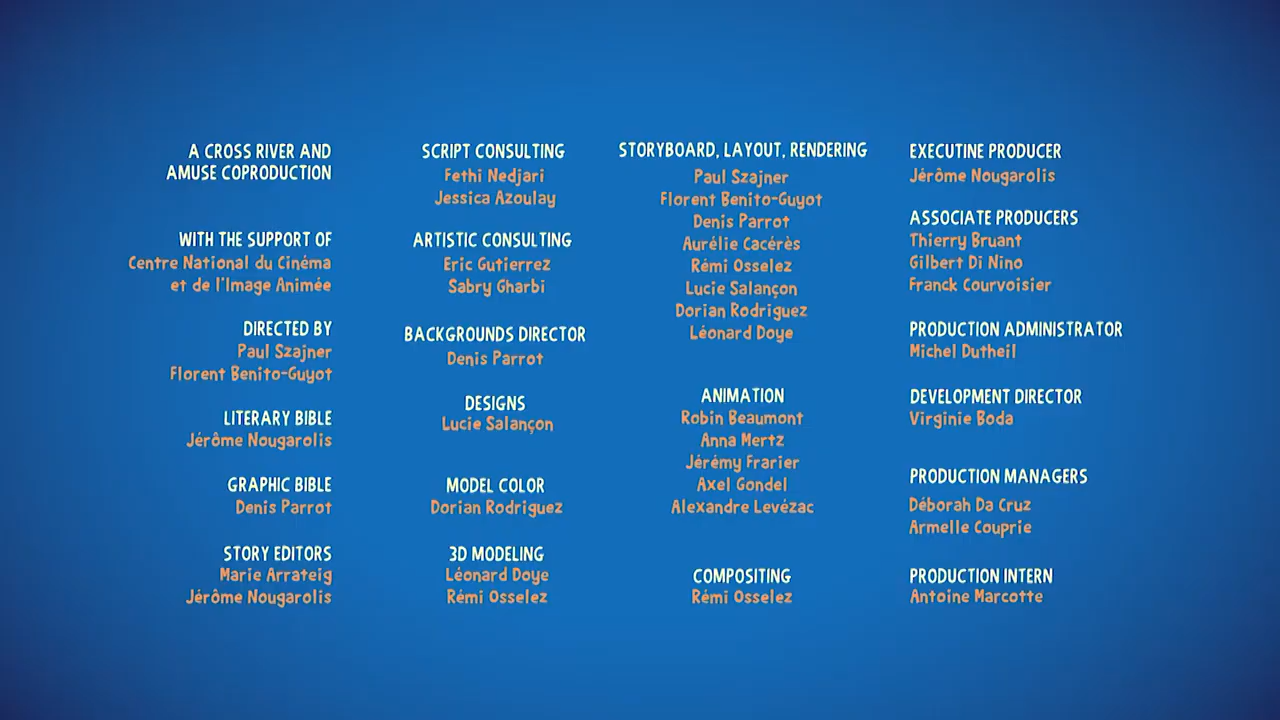 A CROSS RIVER AND
AMUSE COPRODUCTION
WITH THE SUPPORT OF
Centre National du Cinéma
et de l'Image Animée
DIRECTED BY
Paul Szajner
Florent Benito-Guyot
LITERARY BIBLE
Jérôme Nougarolis
GRAPHIC BIBLE
Denis Parrot
STORY EDITORS
Marie Arrateig
Jérôme Nougarolis
SCRIPT CONSULTING
Fethi Nedjari
Jessica Azoulay
ARTISTIC CONSULTING
Eric Gutierrez
Sabry Gharbi
BACKGROUNDS DIRECTOR
Denis Parrot
DESIGNS
Lucie Salançon
MODEL COLOR
Dorian Rodriguez
3D MODELING
Léonard Doye
Rémi Osselez
STORYBOARD, LAYOUT, RENDERING
Paul Szajner
Florent Benito-Guyot
Denis Parrot
Aurélie Cacérès
Rémi Osselez
Lucie Salançon
Dorian Rodriguez
Léonard Doye
ANIMATION
Robin Beaumont
Anna Mertz
Jérémy Frarier
Axel Gondel
Alexandre Levézac
COMPOSITING
Rémi Osselez
EXECUTINE PRODUCER
Jérôme Nougarolis
ASSOCIATE PRODUCERS
Thierry Bruant
Gilbert Di Nino
Franck Courvoisier
PRODUCTION ADMINISTRATOR
Michel Dutheil
DEVELOPMENT DIRECTOR
Virginie Boda
PRODUCTION MANAGERS
Déborah Da Cruz
Armelle Couprie
PRODUCTION INTERN
Antoine Marcotte